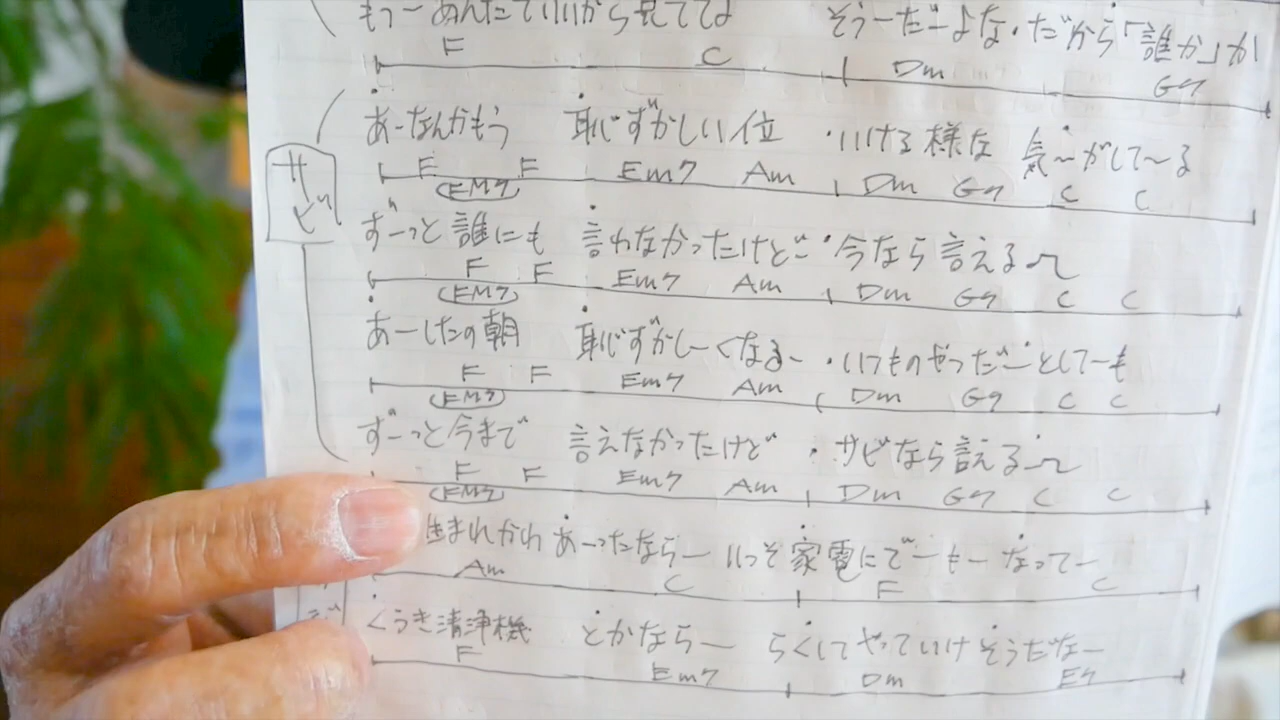 もっーあんたでいいから見ててよ そうーだーよな・だから「誰か」が
F C Dm G7
あーなんかもう 恥ずかしい位 ・いける様な 気〜がして〜る
F F Em7 Am Dm G7 C C
(EM7)
サビ
ずーっと誰にも 言わなかったけどー・今なら言える〜
F F Em7 Am Dm G7 C C
(EM7)
あーしたの朝 恥ずかしーくなるー ・いつものやつだーとしてーも
F F Em7 Am Dm G7 C C
(EM7)
ずーっと今まで 言えなかったけど ・サビなら言える〜
F F Em7 Am Dm G7 C C
(EM7)
生まれかわ あーったならー いっそ家電にでーもーなってー
Am C F C
くうき清浄機 とかならー らくしてやっていけそうだなー
F Em7 Dm E7